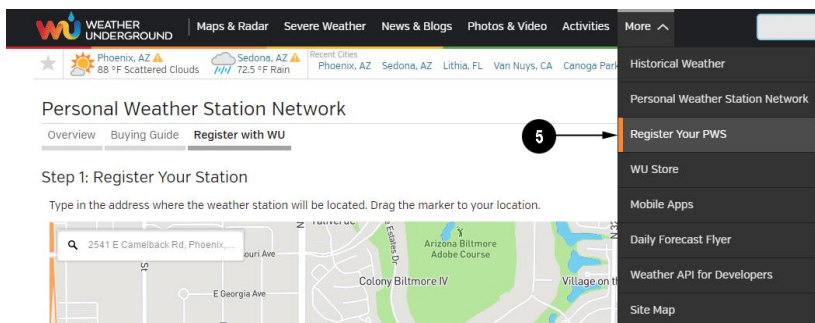 WEATHER
UNDERGROUND
Maps & Radar Severe Weather News & Blogs Photos & Video Activities More
Phoenix, AZ
88 °F Scattered Clouds
Sedona, AZ
72.5 °F Rain
Recent Cities
Phoenix, AZ Sedona, AZ Lithia, FL Van Nuys, CA Canoga Park
Historical Weather
Personal Weather Station Network
Register Your PWS
WU Store
Mobile Apps
Daily Forecast Flyer
Weather API for Developers
Site Map
Personal Weather Station Network
Overview Buying Guide Register with WU
5
Step 1: Register Your Station
Type in the address where the weather station will be located. Drag the marker to your location.
2541 E Camelback Rd, Phoenix,...
ouri Ave
St
E Georgia Ave
Estates Dr
Arizona Biltmore
Adobe Course
Colony Biltmore IV
Village on t